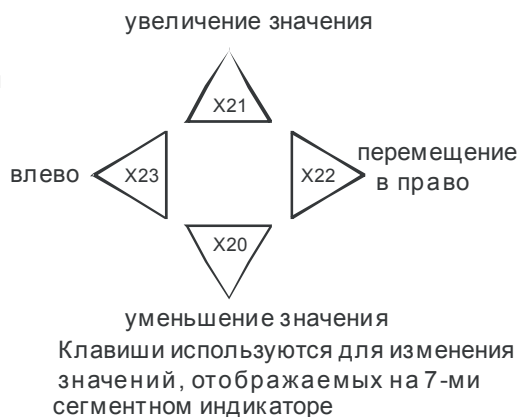 увеличение значения
X21
перемещение
влево
X23
X22
в право
X20
уменьшение значения
Клавиши используются для изменения
значений, отображаемых на 7-ми
сегментном индикаторе